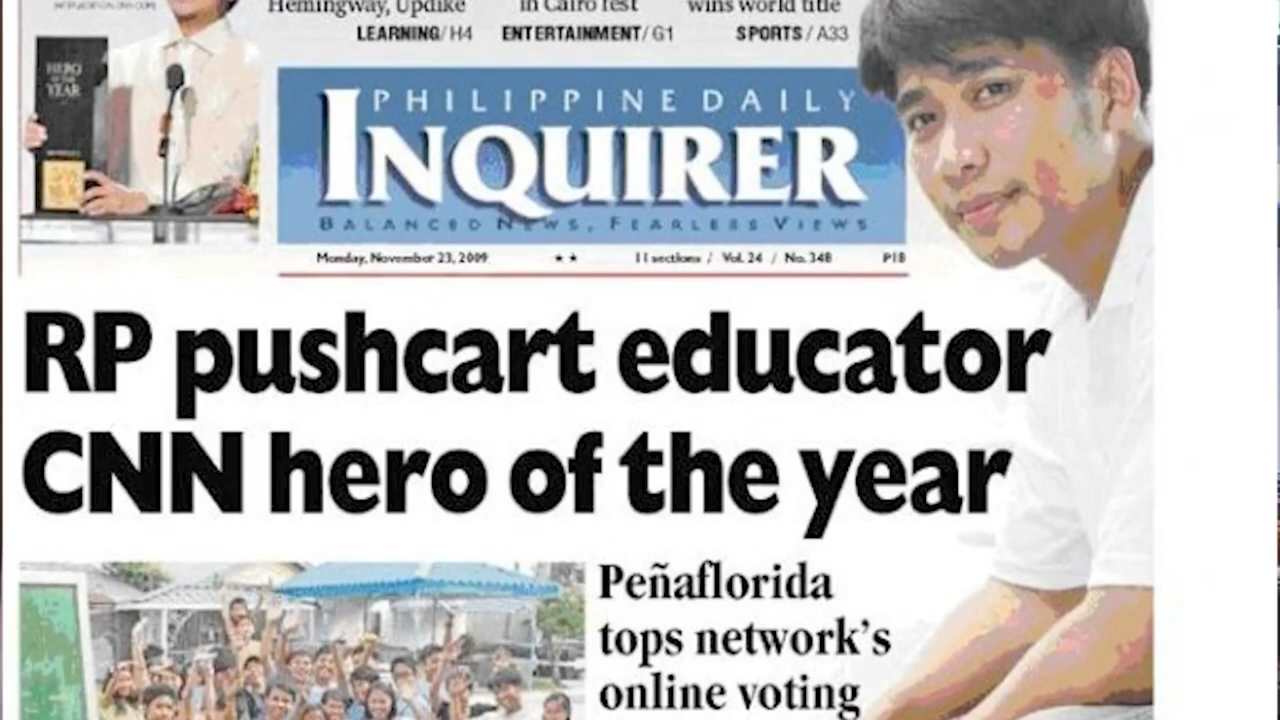 Hemingway, Updike
in Cairo fest
wins world title
LEARNING/H4
ENTERTAINMENT/G1
SPORTS/A33
HERO
OF THE
YEAR
PHILIPPINE DAILY
INQUIRER
BALANCED NEWS, FEARLESS VIEWS
Monday, November 23, 2009 ★★ 11 sections / Vol. 24 / No. 348 P18
RP pushcart educator
CNN hero of the year
Peñaflorida
tops network's
online voting